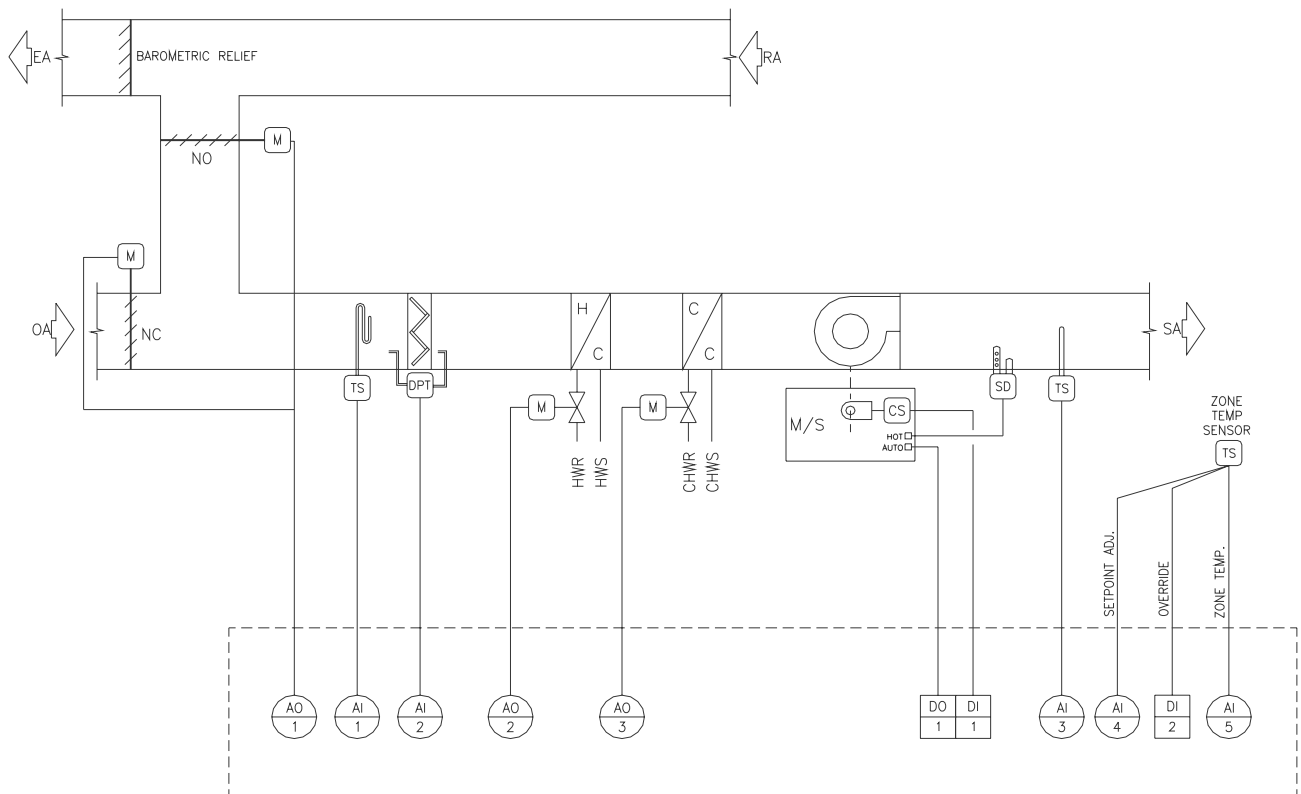 EA
BAROMETRIC RELIEF
RA
M
NO
M
OA
NC
H
C
C
C
SA
TS
DPT
SD
TS
M
M
M/S
CS
HOT
AUTO
HWR
HWS
CHWR
CHWS
ZONE
TEMP
SENSOR
TS
SETPOINT ADJ.
OVERRIDE
ZONE TEMP.
AO
1
AI
1
AI
2
AO
2
AO
3
DO
1
DI
1
AI
3
AI
4
DI
2
AI
5